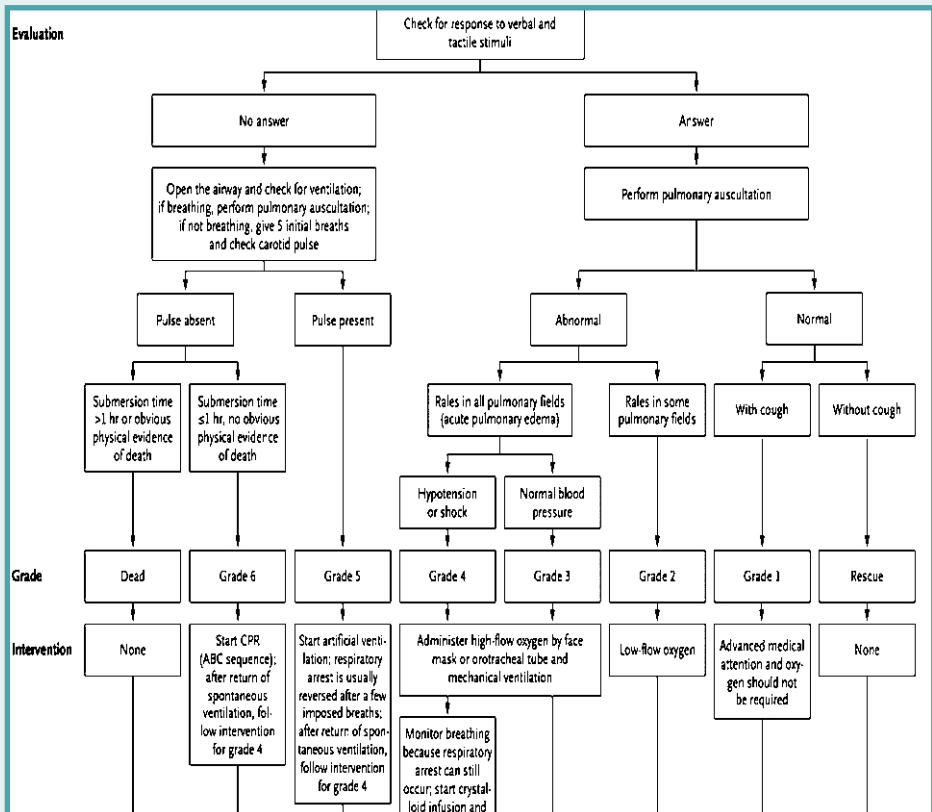 Evaluation
Check for response to verbal and
tactile stimuli
No answer
Answer
Open the airway and check for ventilation;
if breathing, perform pulmonary auscultation;
if not breathing, give 5 initial breaths
and check carotid pulse
Perform pulmonary auscultation
Pulse absent
Pulse present
Abnormal
Normal
Submersion time
>1 hr or obvious
physical evidence
of death
Submersion time
≤1 hr, no obvious
physical evidence
of death
Rales in all pulmonary fields
(acute pulmonary edema)
Rales in some
pulmonary fields
With cough
Without cough
Hypotension
or shock
Normal blood
pressure
Grade
Dead
Grade 6
Grade 5
Grade 4
Grade 3
Grade 2
Grade 1
Rescue
Intervention
None
Start CPR
(ABC sequence);
after return of
spontaneous
ventilation, fol-
low intervention
for grade 4
Start artificial venti-
lation; respiratory
arrest is usually
reversed after a few
imposed breaths;
after return of spon-
taneous ventilation,
follow intervention
for grade 4
Administer high-flow oxygen by face
mask or orotracheal tube and
mechanical ventilation
Monitor breathing
because respiratory
arrest can still
occur; start crystal-
loid infusion and
Low-flow oxygen
Advanced medical
attention and oxy-
gen should not
be required
None